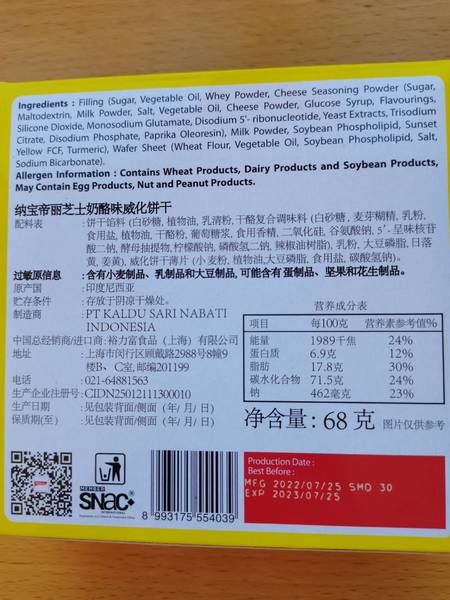 Ingredients : Filling (Sugar, Vegetable Oil, Whey Powder, Cheese Seasoning Powder (Sugar,
Maltodextrin, Milk Powder, Salt, Vegetable Oil, Cheese Powder, Glucose Syrup, Flavourings,
Silicone Dioxide, Monosodium Glutamate, Disodium 5'- ribonucleotide, Yeast Extracts, Trisodium
Citrate, Disodium Phosphate, Paprika Oleoresin), Milk Powder, Soybean Phospholipid, Sunset
Yellow FCF, Turmeric), Wafer Sheet (Wheat Flour, Vegetable Oil, Soybean Phospholipid, Salt,
Sodium Bicarbonate).
Allergen Information : Contains Wheat Products, Dairy Products and Soybean Products,
May Contain Egg Products, Nut and Peanut Products.
纳宝帝丽芝士奶酪味威化饼干
配料表 : 饼干馅料 (白砂糖, 植物油, 乳清粉, 干酪复合调味料 (白砂糖, 麦芽糊精, 乳粉,
食用盐, 植物油, 干酪粉, 葡萄糖浆, 食用香精, 二氧化硅, 谷氨酸钠, 5'- 呈味核苷
酸二钠, 酵母抽提物, 柠檬酸钠, 磷酸氢二钠, 辣椒油树脂), 乳粉, 大豆磷脂, 日落
黄, 姜黄), 威化饼干薄片 (小麦粉, 植物油, 大豆磷脂, 食用盐, 碳酸氢钠)。
过敏原信息 : 含有小麦制品、乳制品和大豆制品, 可能含有蛋制品、坚果和花生制品。
原产国 : 印度尼西亚
贮存条件 : 存放于阴凉干燥处。
制造商 : PT KALDU SARI NABATI
INDONESIA
中国总经销商/进口商 : 裕力富食品（上海）有限公司
地址 : 上海市闵行区顾戴路2988号8幢9
楼B、C室, 邮编201199
电话 : 021-64881563
生产企业注册编号 : CIDN25012111300010
生产日期 : 见包装背面/侧面 (年/ 月/ 日)
保质期(至) : 见包装背面/侧面 (年/ 月/ 日)
营养成分表
项目 每100克 营养素参考值%
能量 1989千焦 24%
蛋白质 6.9克 12%
脂肪 17.8克 30%
碳水化合物 71.5克 24%
钠 462毫克 23%
净含量: 68 克 图片仅供参考
MEMBER
SNAC
INTERNATIONAL
8 993175 554039
Production Date :
Best Before :
MFG 2022/07/25 SMO 30
EXP 2023/07/25